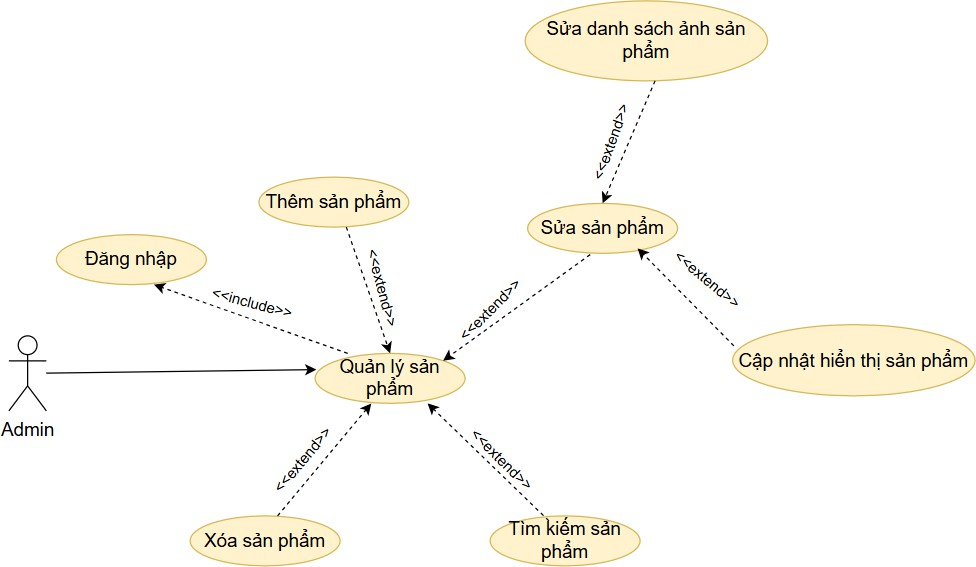 Sửa danh sách ảnh sản
phẩm
<<extend>>
Thêm sản phẩm
Sửa sản phẩm
Đăng nhập
<<extend>>
<<include>>
<<extend>>
<<extend>>
Quản lý sản
phẩm
Cập nhật hiển thị sản phẩm
Admin
<<extend>>
<<extend>>
Xóa sản phẩm
Tìm kiếm sản
phẩm